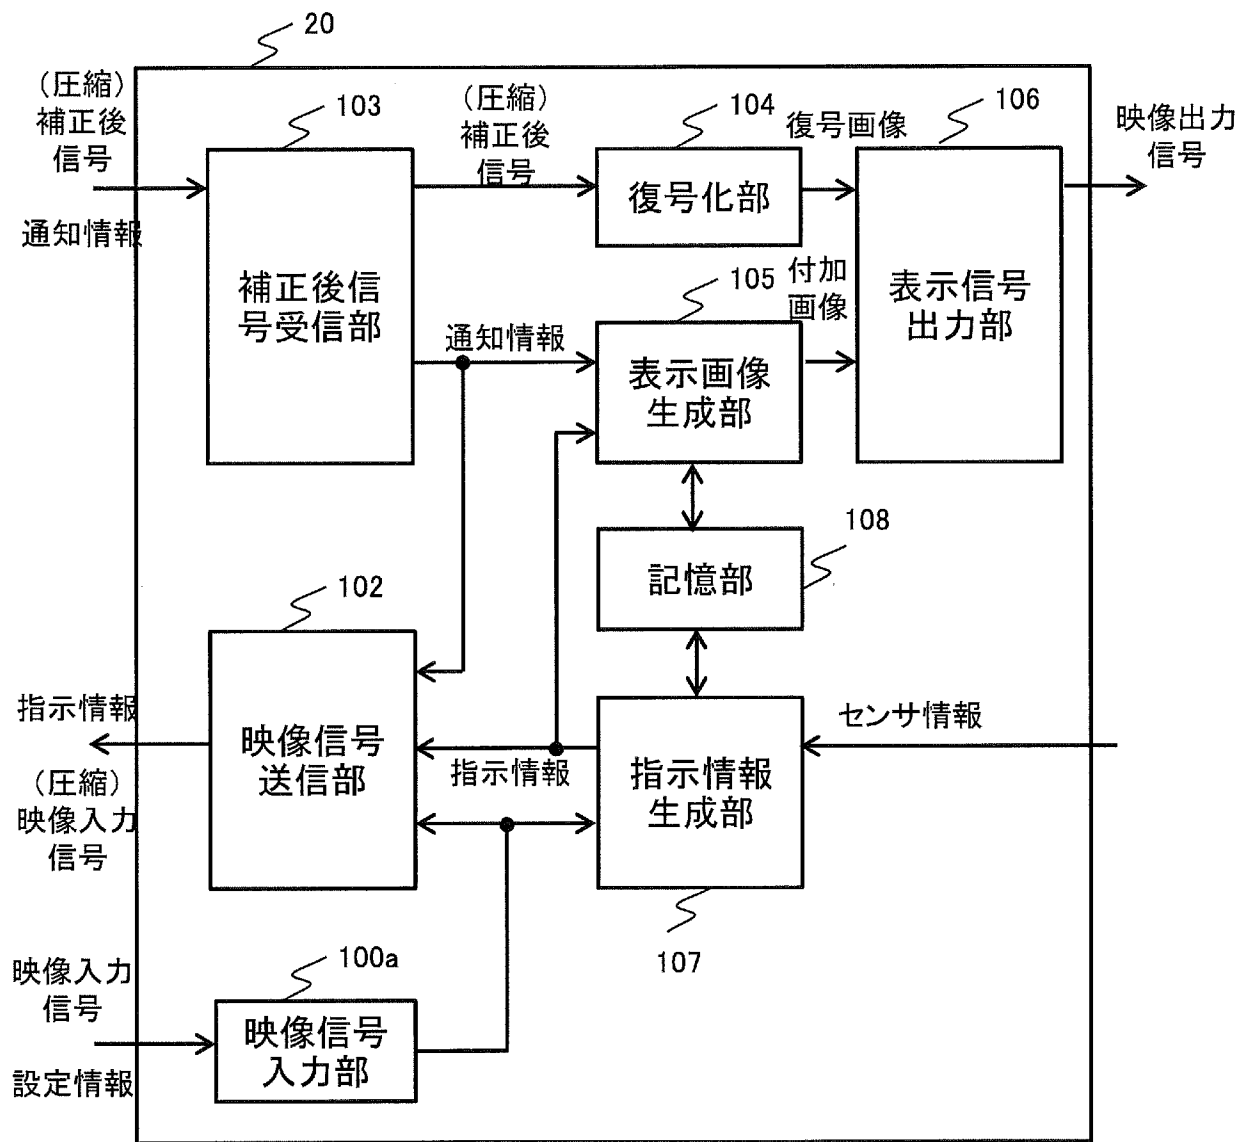 20
（圧縮）
補正後
信号
通知情報
103
補正後信
号受信部
（圧縮）
補正後
信号
104
復号化部
復号画像
106
表示信号
出力部
映像出力
信号
通知情報
105
表示画像
生成部
付加
画像
108
記憶部
102
映像信号
送信部
指示情報
（圧縮）
映像入力
信号
指示情報
指示情報
生成部
107
センサ情報
映像入力
信号
設定情報
100a
映像信号
入力部